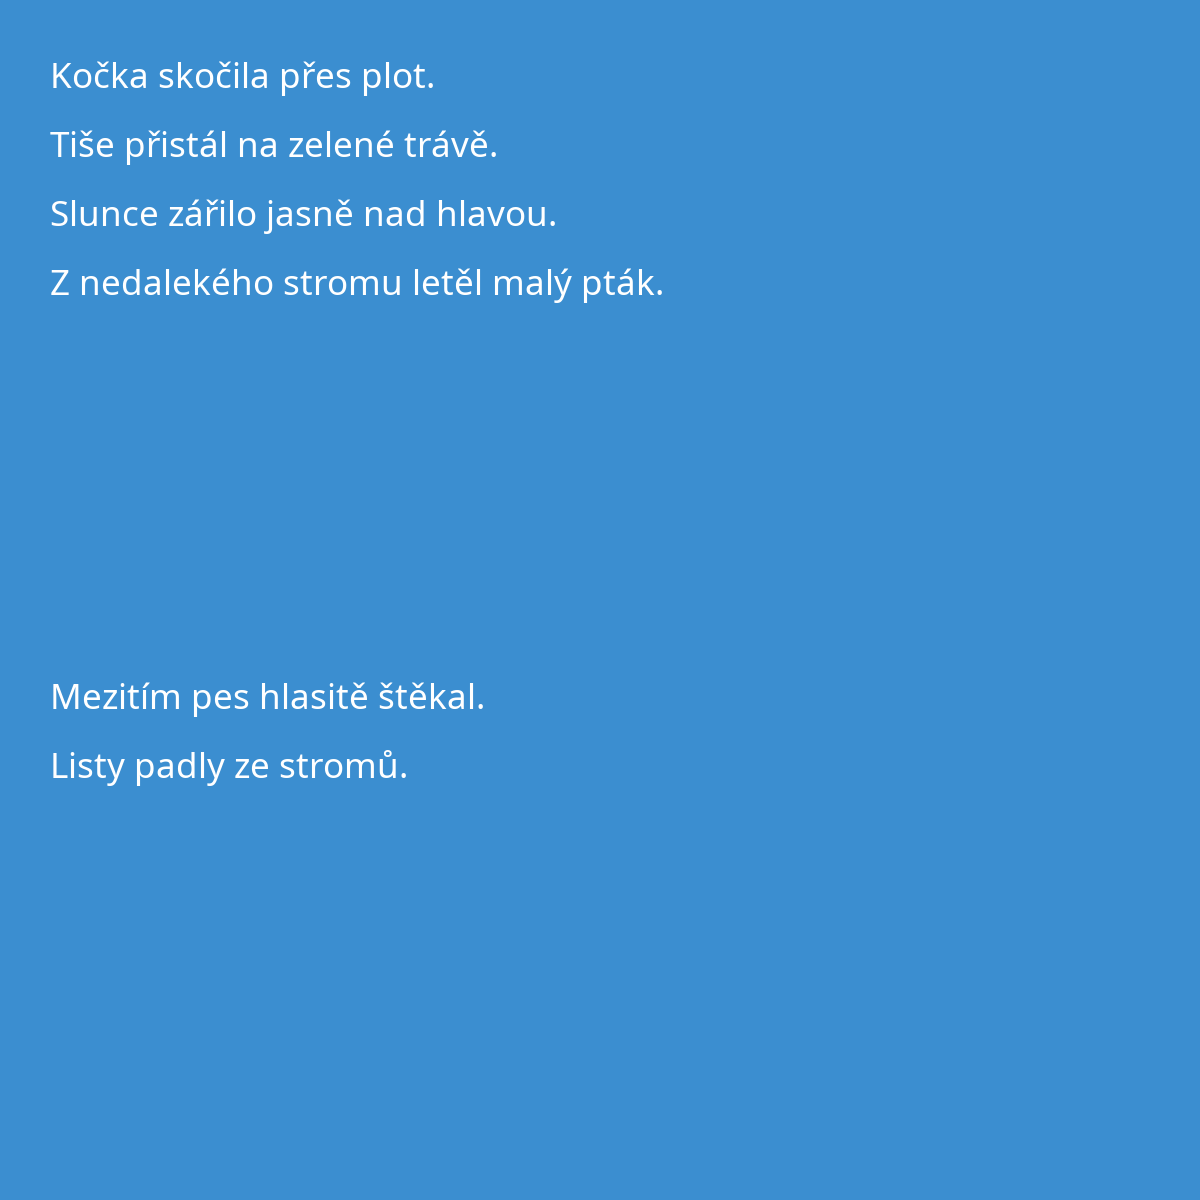 Kočka skočila přes plot.
Tiše přistál na zelené trávě.
Slunce zářilo jasně nad hlavou.
Z nedalekého stromu letěl malý pták.
Mezitím pes hlasitě štěkal.
Listy padly ze stromů.